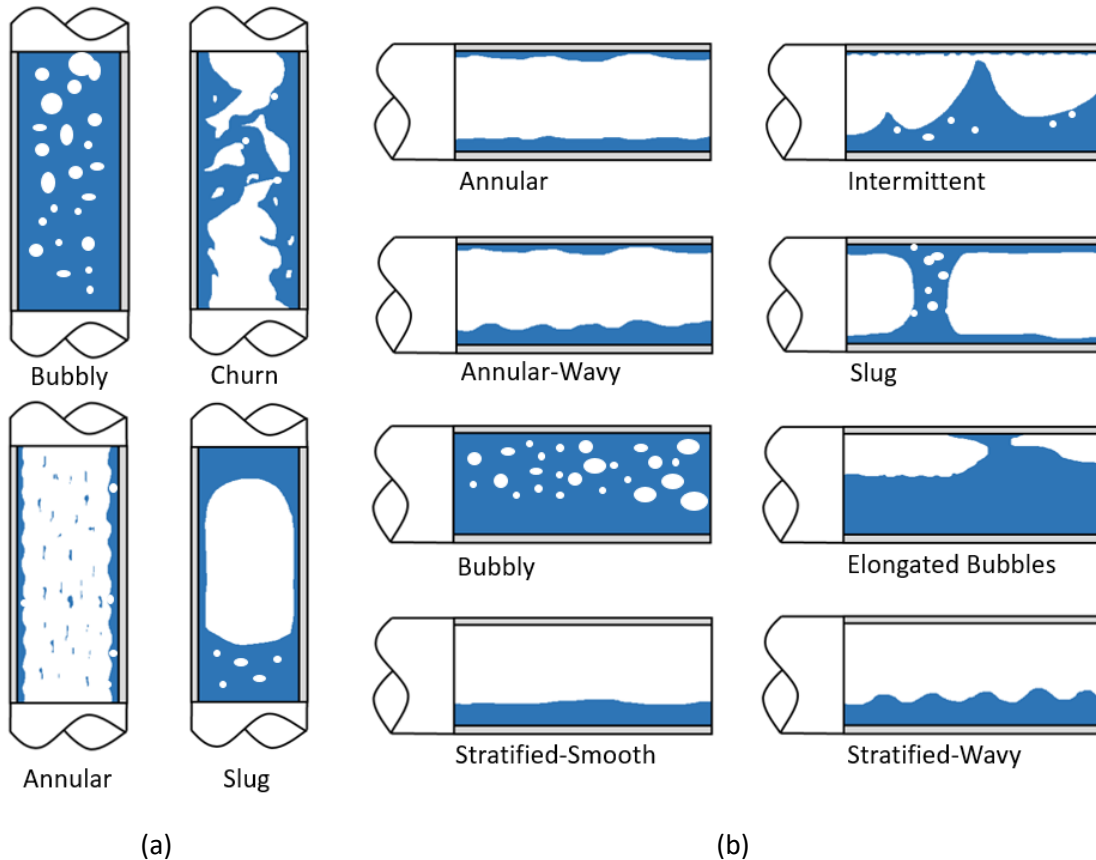 Bubbly
Churn
Annular
Slug
(a)
Annular
Intermittent
Annular-Wavy
Slug
Bubbly
Elongated Bubbles
Stratified-Smooth
Stratified-Wavy
(b)